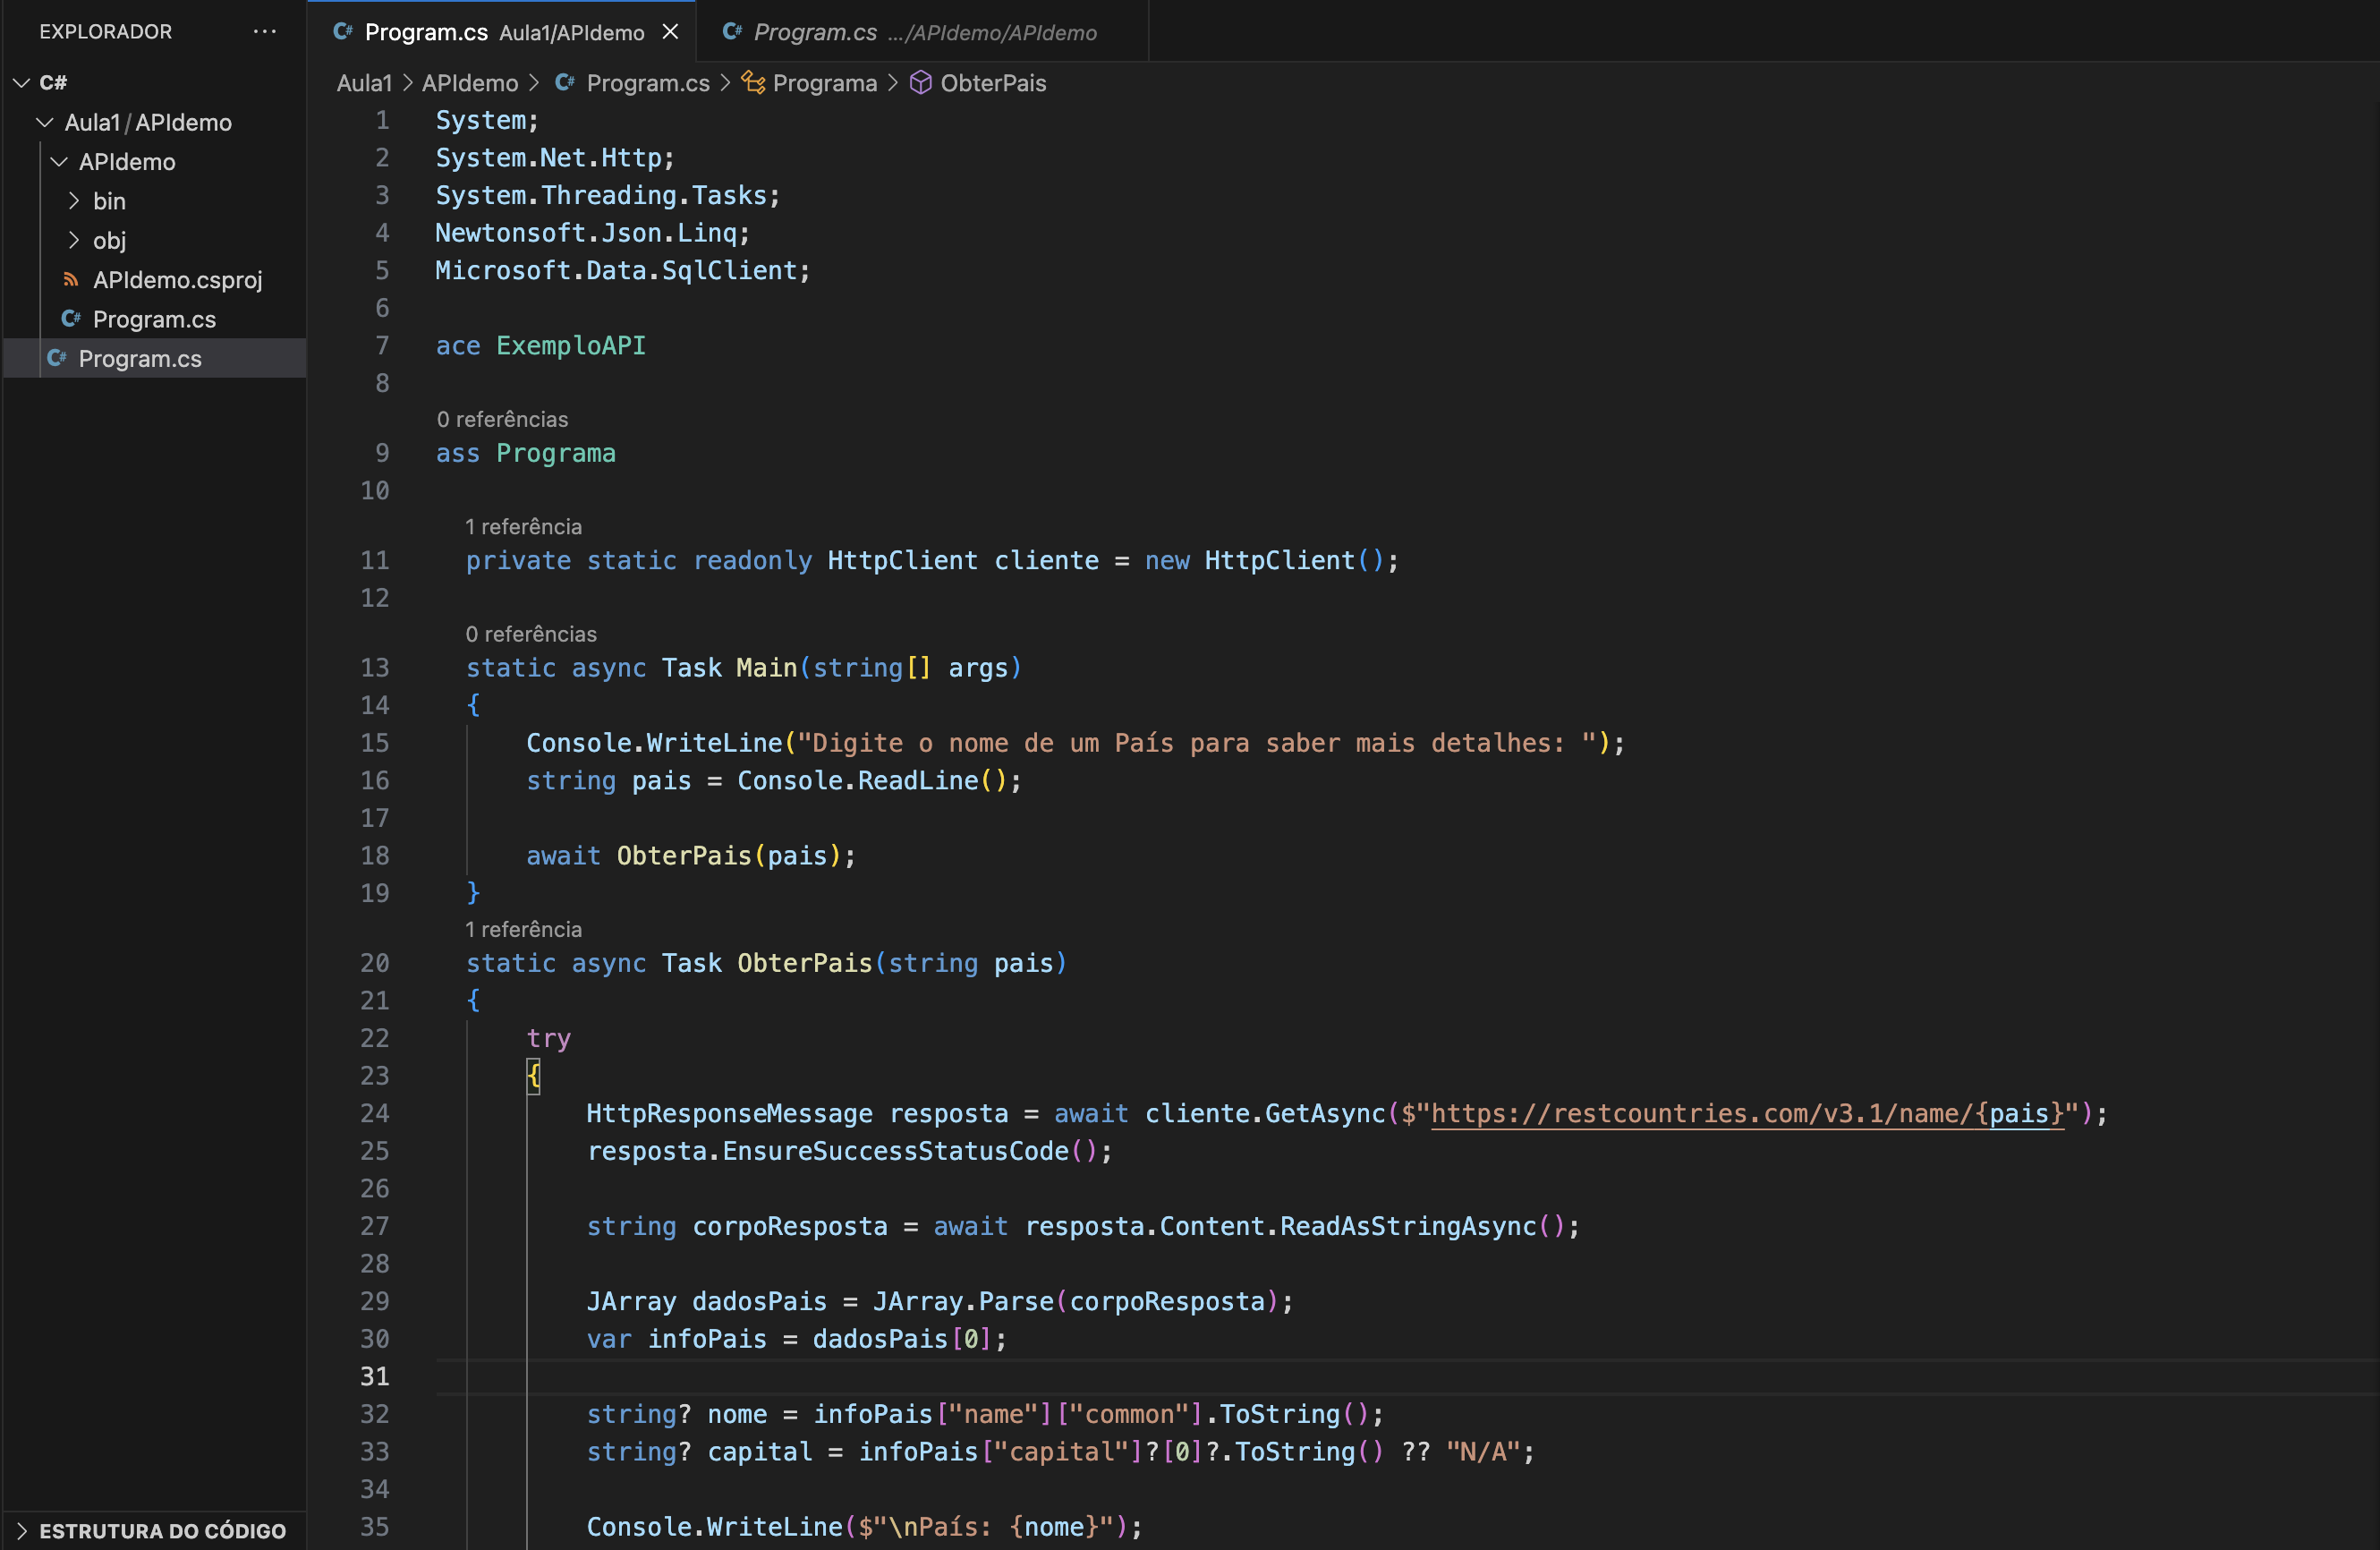 EXPLORADOR ···
C#
Aula1/APIdemo
APIdemo
bin
obj
APIdemo.csproj
C# Program.cs
C# Program.cs
ESTRUTURA DO CÓDIGO
C# Program.cs Aula1/APIdemo
C# Program.cs .../APIdemo/APIdemo
Aula1 > APIdemo > C# Program.cs > Programa > ObterPais
1 System;
2 System.Net.Http;
3 System.Threading.Tasks;
4 Newtonsoft.Json.Linq;
5 Microsoft.Data.SqlClient;
6
7 ace ExemploAPI
8
0 referências
9 ass Programa
10
1 referência
11 private static readonly HttpClient cliente = new HttpClient();
12
0 referências
13 static async Task Main(string[] args)
14 {
15 Console.WriteLine("Digite o nome de um País para saber mais detalhes: ");
16 string pais = Console.ReadLine();
17
18 await ObterPais(pais);
19 }
1 referência
20 static async Task ObterPais(string pais)
21 {
22 try
23 {
24 HttpResponseMessage resposta = await cliente.GetAsync($"https://restcountries.com/v3.1/name/{pais}");
25 resposta.EnsureSuccessStatusCode();
26
27 string corpoResposta = await resposta.Content.ReadAsStringAsync();
28
29 JArray dadosPais = JArray.Parse(corpoResposta);
30 var infoPais = dadosPais[0];
31
32 string? nome = infoPais["name"]["common"].ToString();
33 string? capital = infoPais["capital"]?[0]?.ToString() ?? "N/A";
34
35 Console.WriteLine($"\nPaís: {nome}");